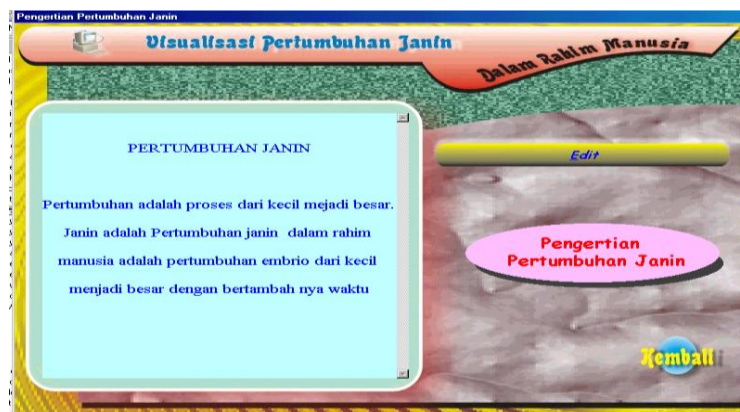 Pengertian Pertumbuhan Janin
Visualisasi Pertumbuhan Janin
Dalam Rahim Manusia
PERTUMBUHAN JANIN
Pertumbuhan adalah proses dari kecil mejadi besar.
Janin adalah Pertumbuhan janin dalam rahim
manusia adalah pertumbuhan embrio dari kecil
menjadi besar dengan bertambah nya waktu
Edit
Pengertian
Pertumbuhan Janin
Kembali